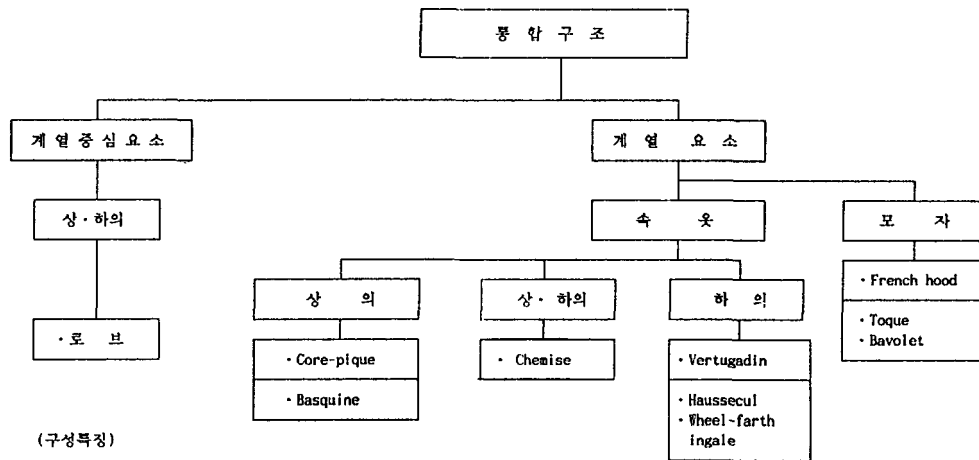 통 합 구 조
계 열 중 심 요 소
계 열 요 소
상·하의
속 옷
모 자
· French hood
상 의
상·하의
하 의
· Toque
· Bavolet
· 로 브
· Core-pique
· Chemise
· Vertugadin
· Basquine
· Haussecul
· Wheel-farth
ingale
(구성특징)